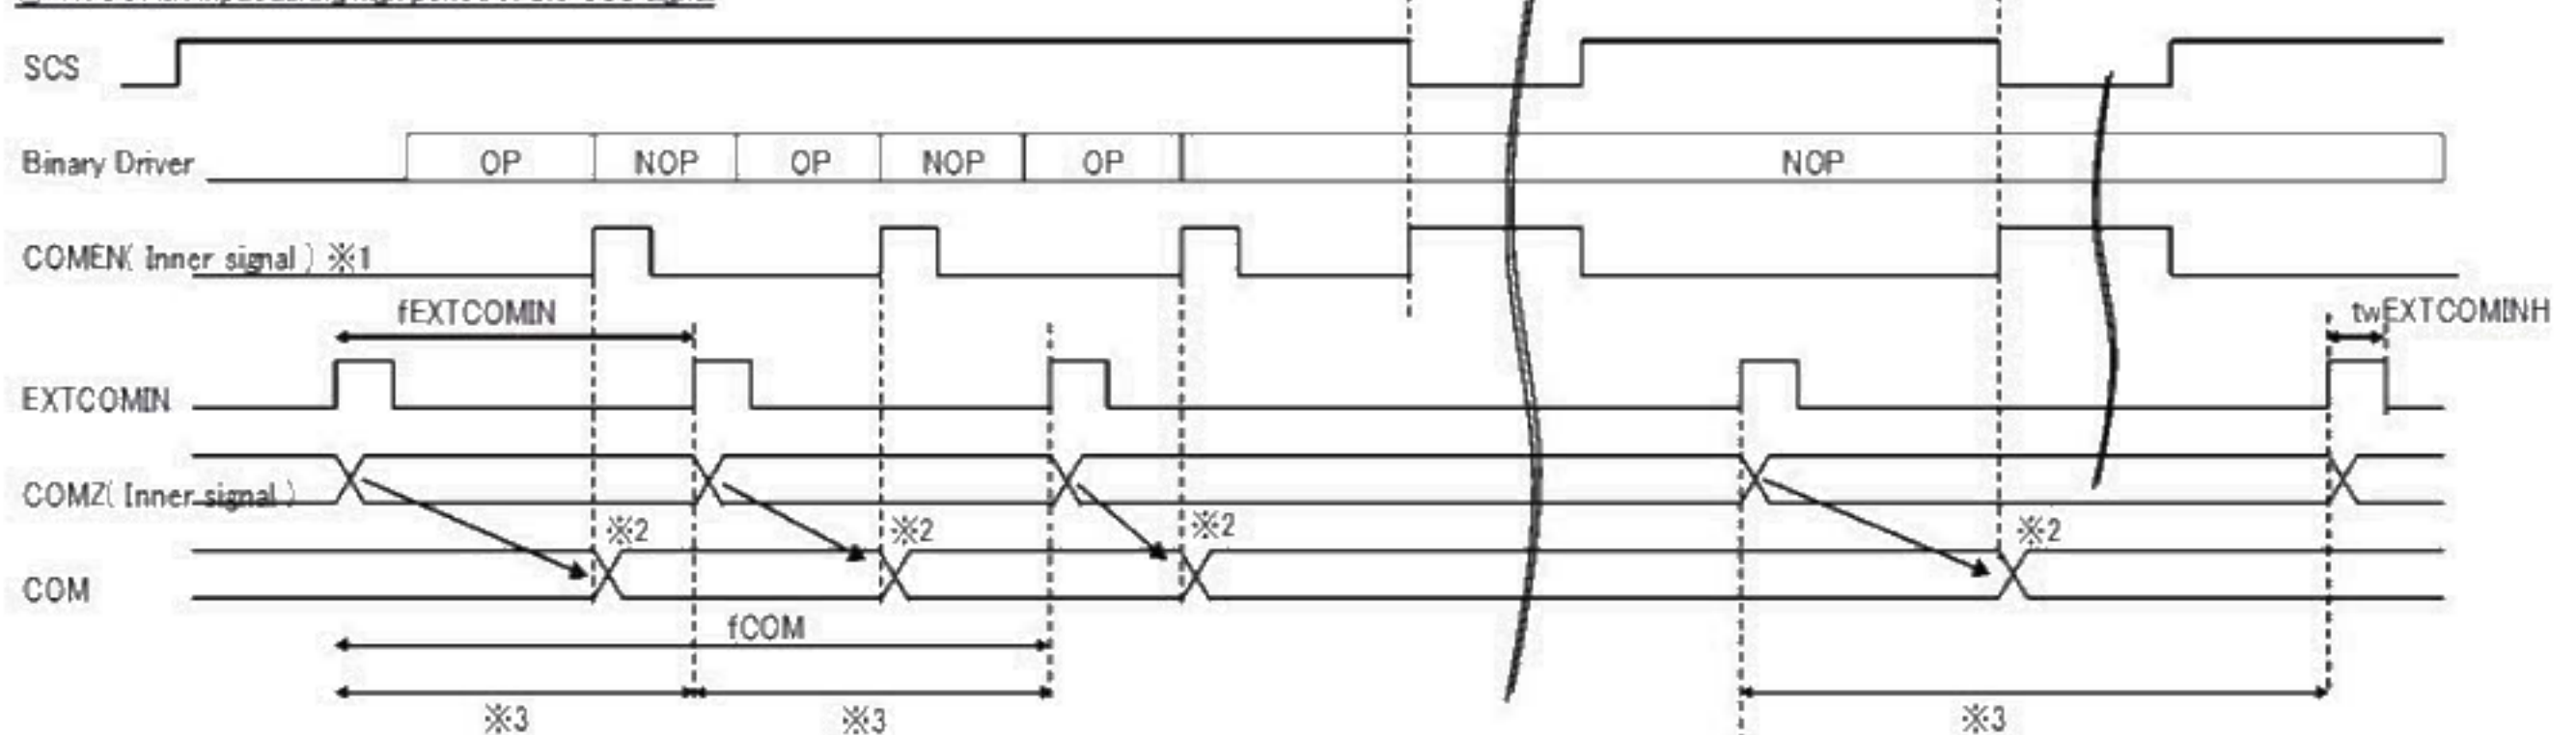 SCS
Binary Driver OP NOP OP NOP OP NOP
COMEN( Inner signal ) ※1
fEXTCOMIN twEXTCOMINH
EXTCOMIN
COMZ( Inner signal )
※2 ※2 ※2 ※2
COM
fCOM
※3 ※3 ※3